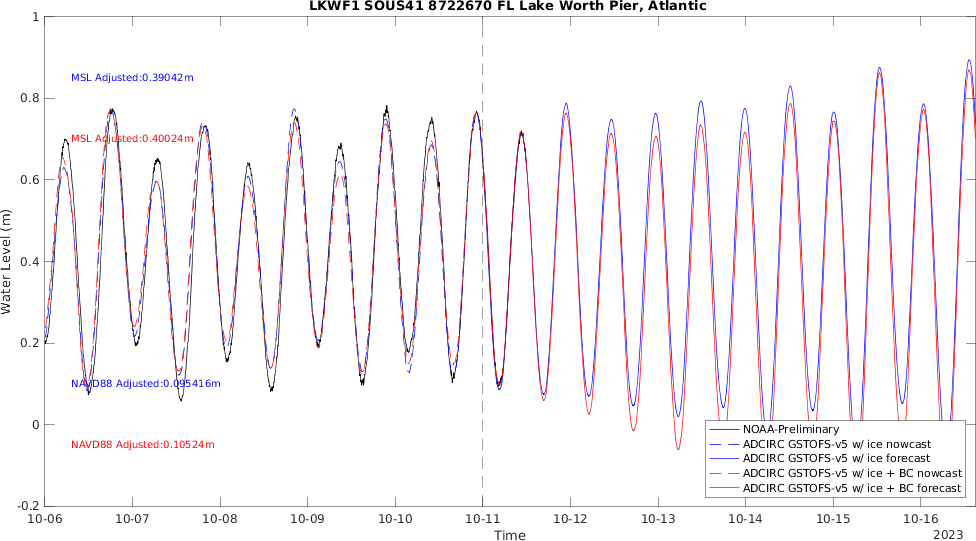 LKWF1 SOUS41 8722670 FL Lake Worth Pier, Atlantic
1
0.8
0.6
0.4
0.2
0
-0.2
Water Level (m)
MSL Adjusted:0.39042m
MSL Adjusted:0.40024m
NAVD88 Adjusted:0.095416m
NAVD88 Adjusted:0.10524m
NOAA-Preliminary
ADCIRC GSTOFS-v5 w/ ice nowcast
ADCIRC GSTOFS-v5 w/ ice forecast
ADCIRC GSTOFS-v5 w/ ice + BC nowcast
ADCIRC GSTOFS-v5 w/ ice + BC forecast
10-06 10-07 10-08 10-09 10-10 10-11 10-12 10-13 10-14 10-15 10-16
Time
2023